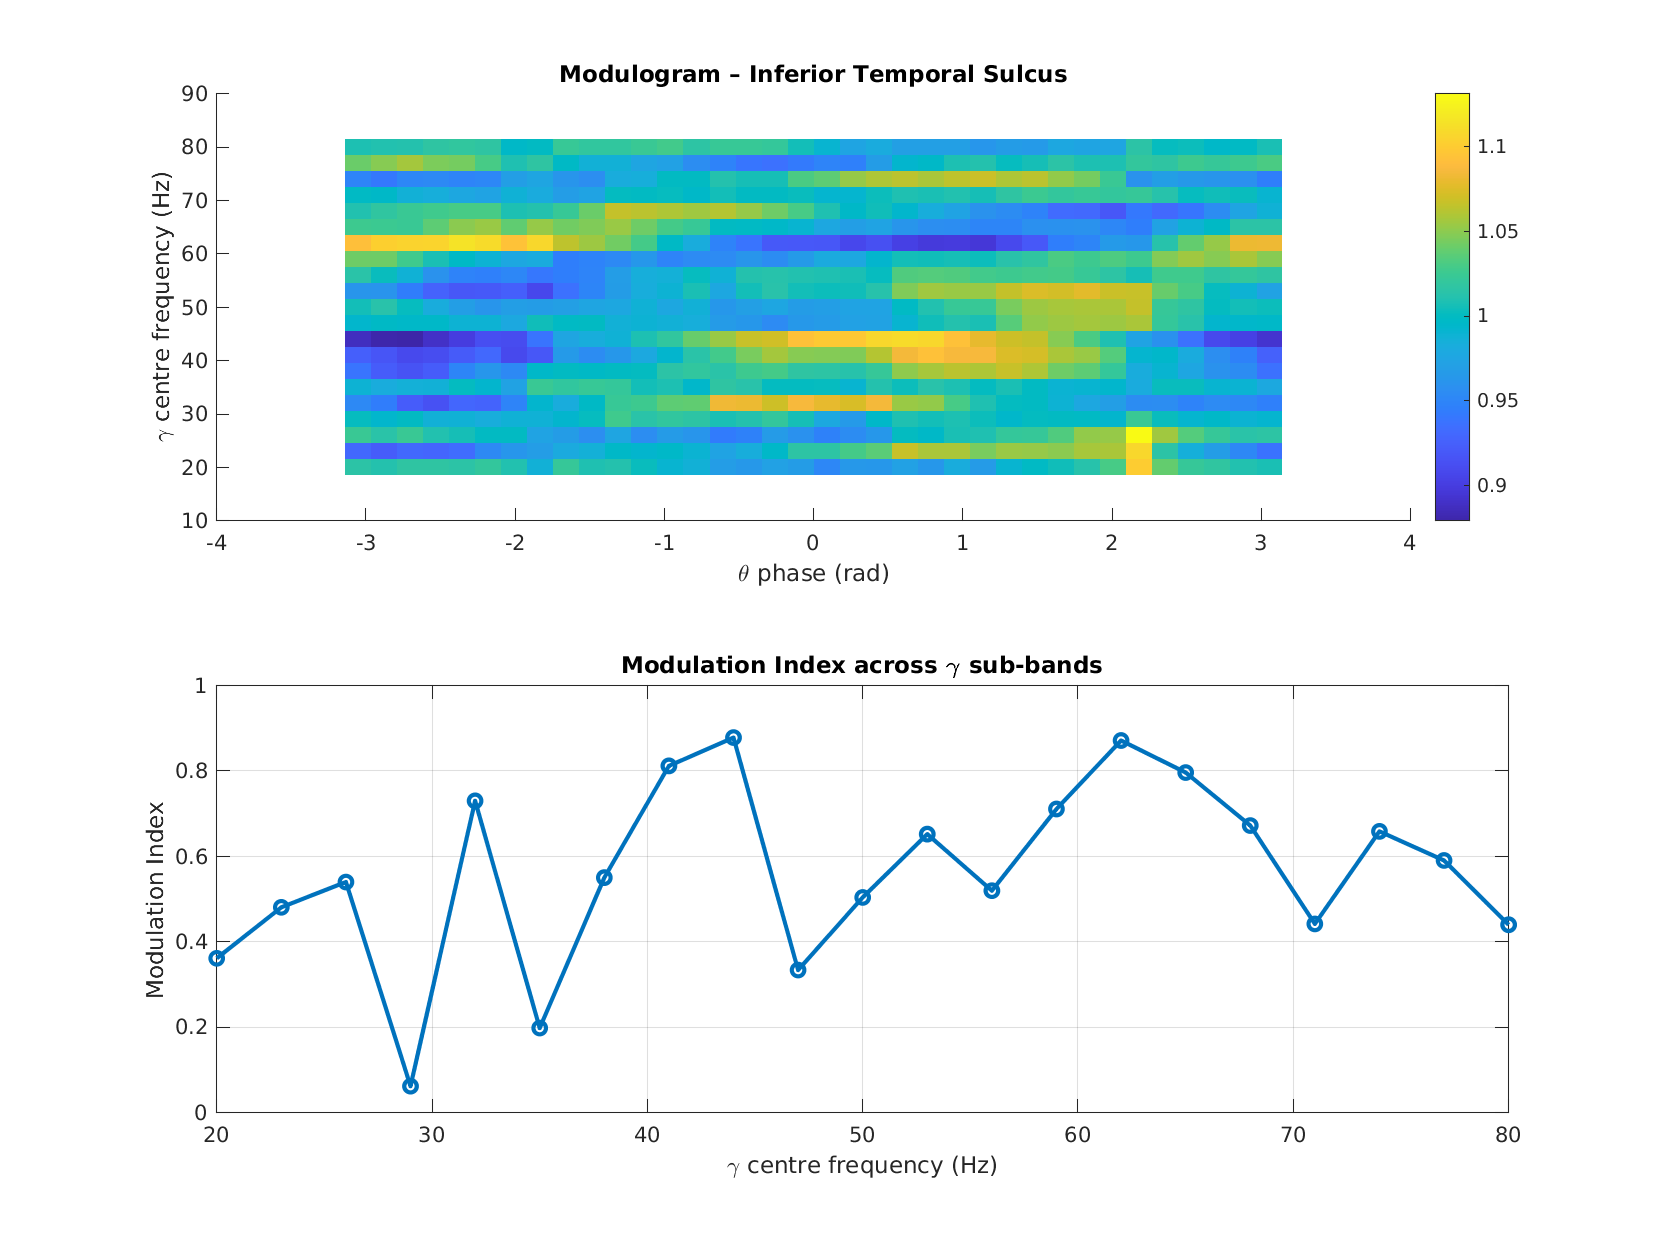 Modulogram – Inferior Temporal Sulcus
90
80
70
60
50
40
30
20
10
γ centre frequency (Hz)
-4 -3 -2 -1 0 1 2 3 4
θ phase (rad)
1.1
1.05
1
0.95
0.9
Modulation Index across γ sub-bands
1
0.8
0.6
0.4
0.2
0
Modulation Index
20 30 40 50 60 70 80
γ centre frequency (Hz)